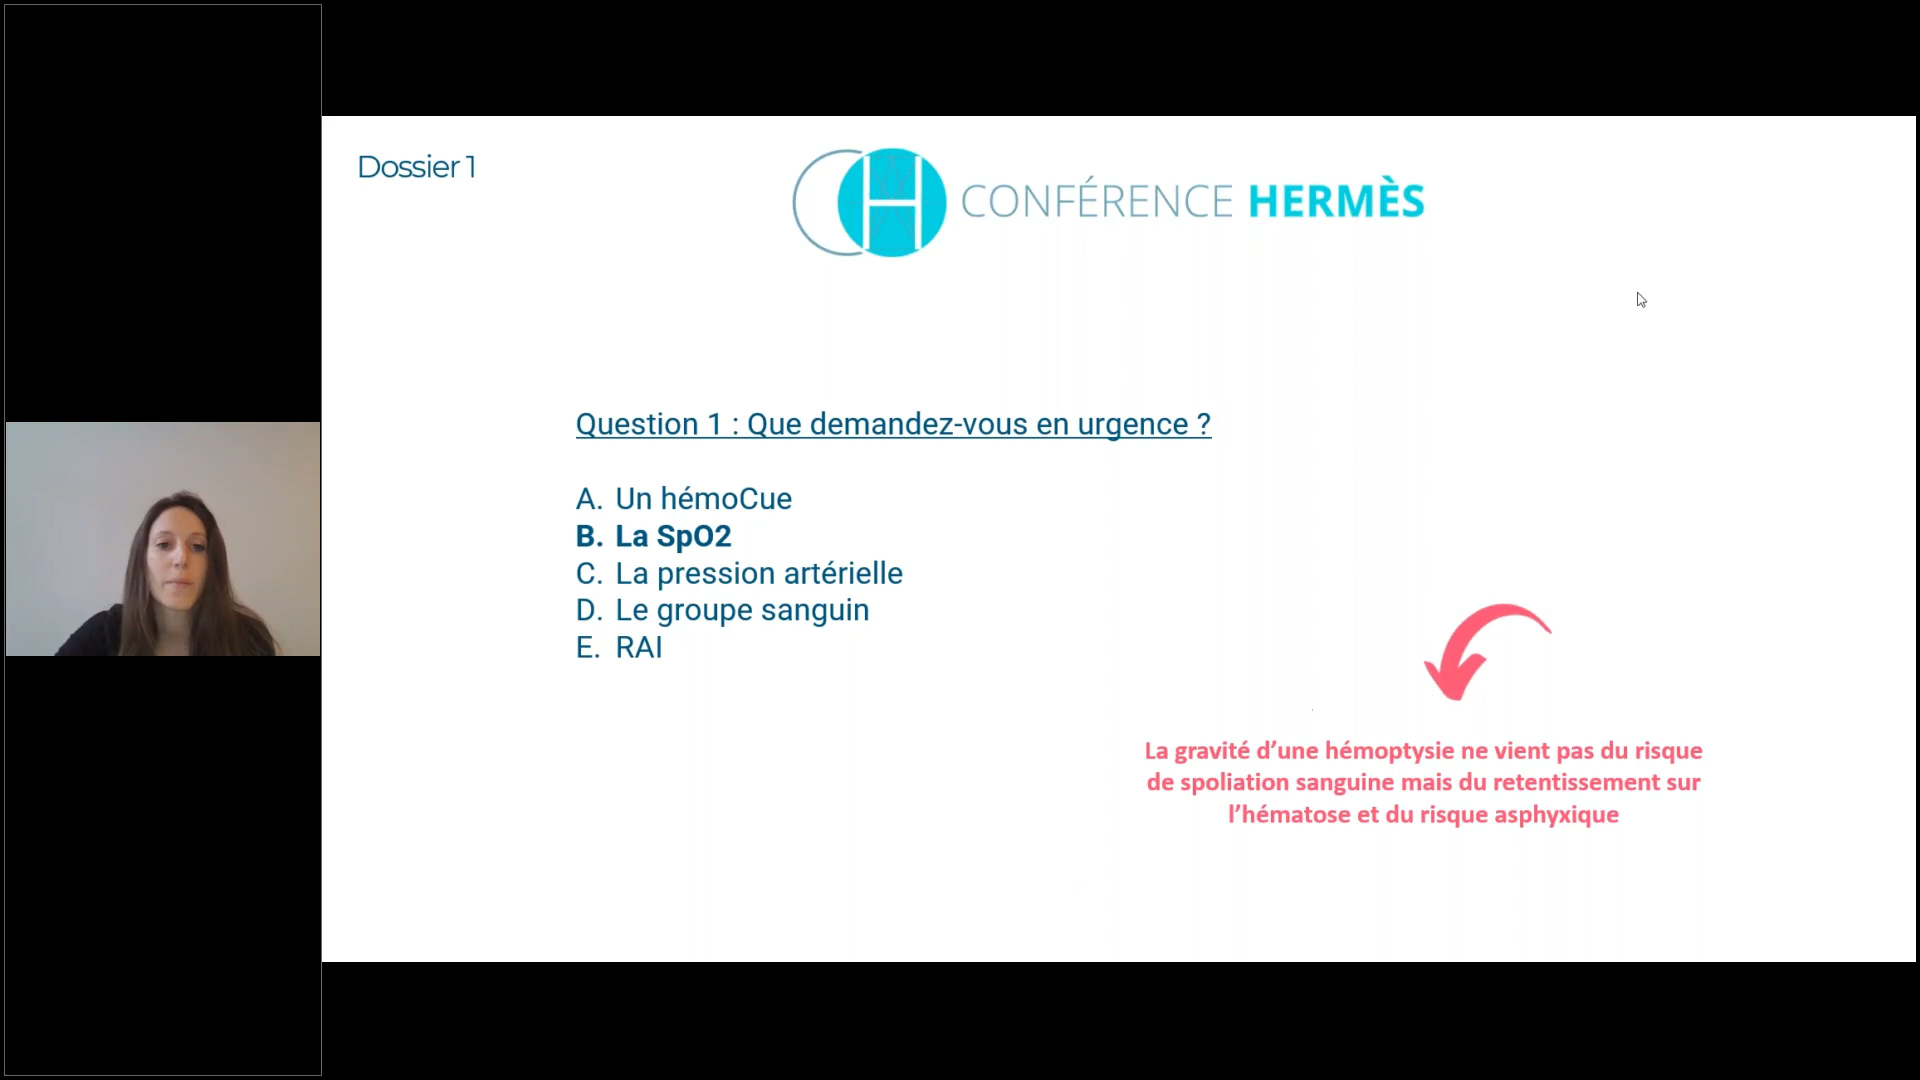 Dossier 1
CH CONFÉRENCE HERMÈS
Question 1 : Que demandez-vous en urgence ?
A. Un hémoCue
B. La SpO2
C. La pression artérielle
D. Le groupe sanguin
E. RAI
La gravité d’une hémoptysie ne vient pas du risque
de spoliation sanguine mais du retentissement sur
l’hématose et du risque asphyxique